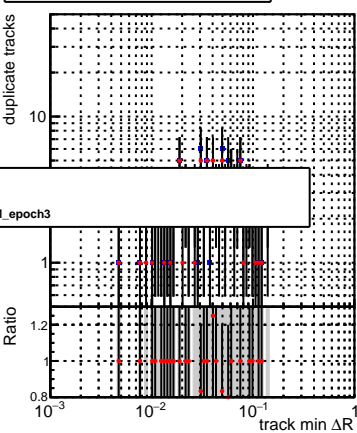 duplicate tracks
10
l_epoch3
1
Ratio
1.2
1
0.8
10−3
10−2
10−1
1
track min ΔR